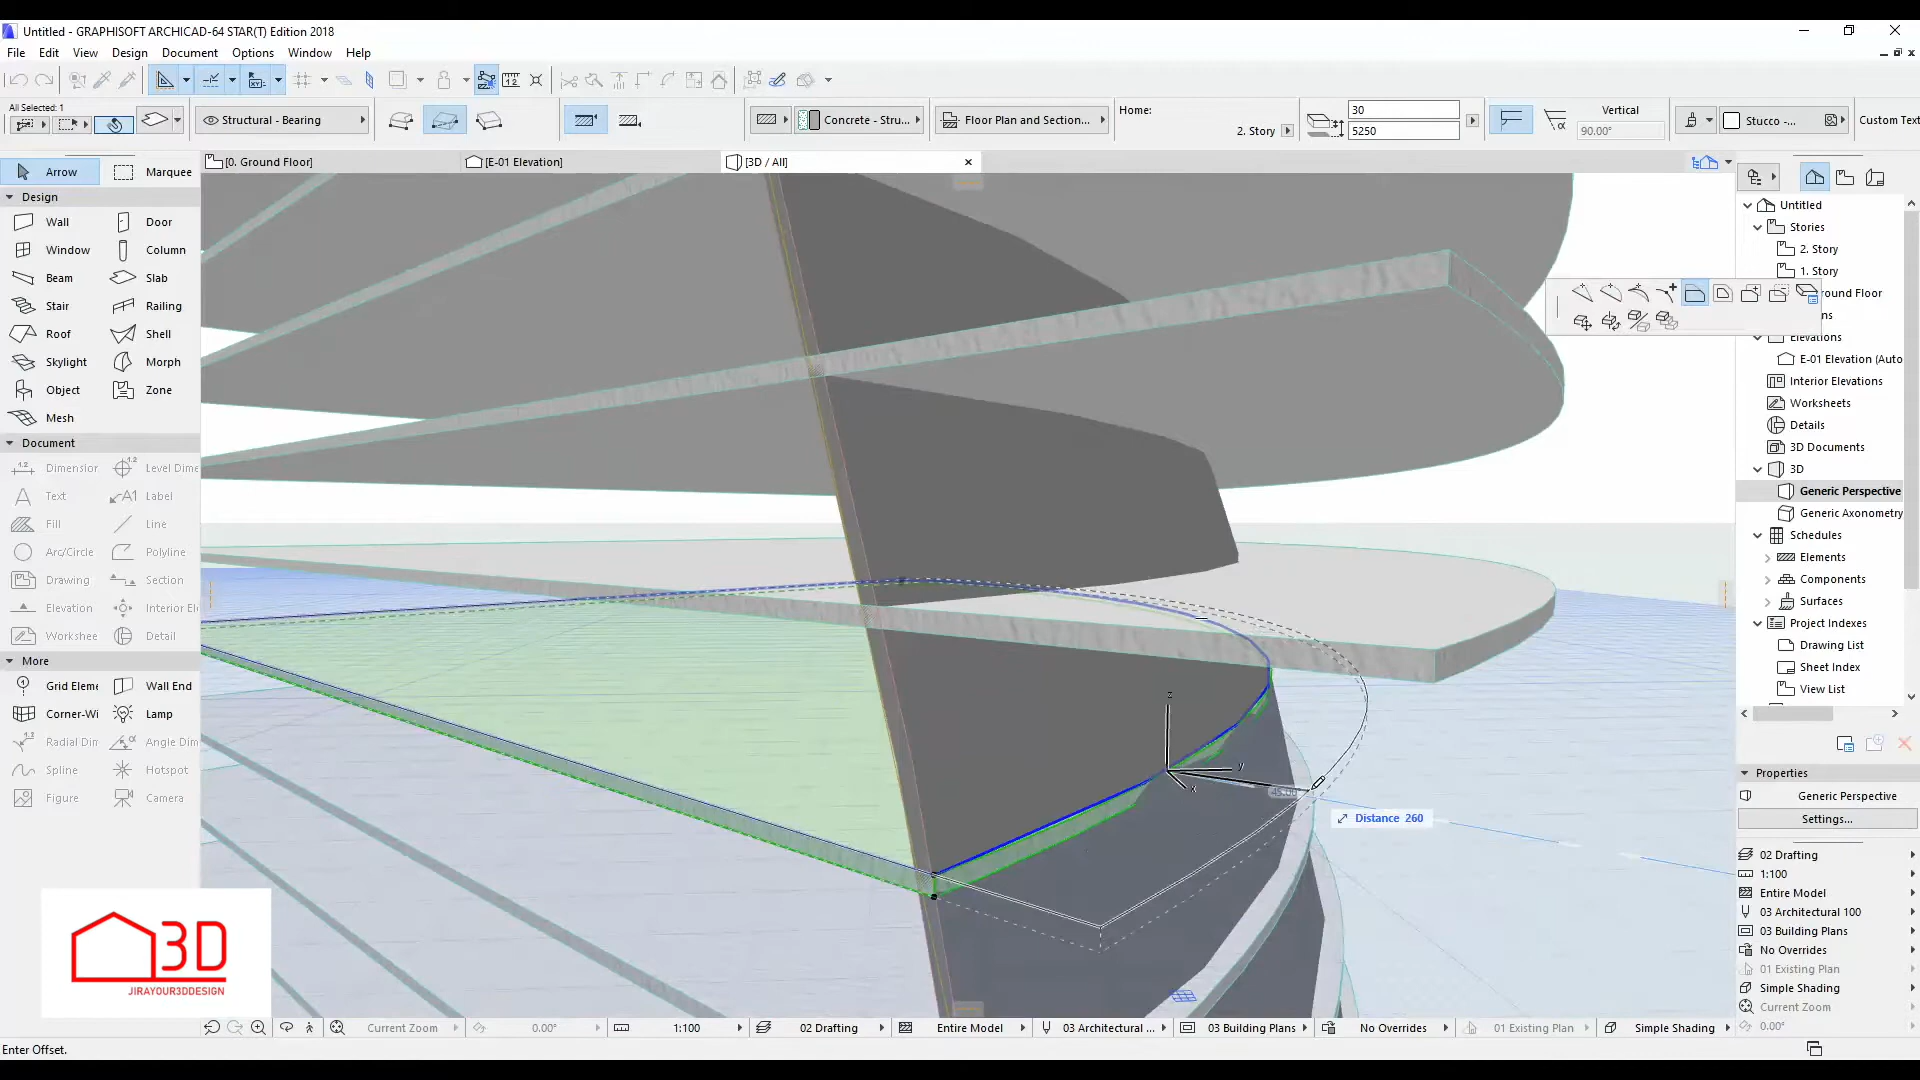 Untitled - GRAPHISOFT ARCHICAD-64 STAR(T) Edition 2018
File Edit View Design Document Options Window Help
All Selected: 1
Structural - Bearing
Concrete - Stru...
Floor Plan and Section...
Home:
2. Story
30
5250
Vertical
90.00°
Stucco -...
Custom Text
Arrow Marquee
[0. Ground Floor] [E-01 Elevation] [3D / All]
Design
Wall Door
Window Column
Beam Slab
Stair Railing
Roof Shell
Skylight Morph
Object Zone
Mesh
Document
Dimensior Level Dime
Text Label
Fill Line
Arc/Circle Polyline
Drawing Section
Elevation Interior El
Workshee Detail
More
Grid Eleme Wall End
Corner-Wi Lamp
Radial Din Angle Dim
Spline Hotspot
Figure Camera
3D
JIRAYOUR3DDESIGN
z
y
x
Distance 260
Untitled
Stories
2. Story
1. Story
round Floor
ns
Elevations
E-01 Elevation (Auto
Interior Elevations
Worksheets
Details
3D Documents
3D
Generic Perspective
Generic Axonometry
Schedules
Elements
Components
Surfaces
Project Indexes
Drawing List
Sheet Index
View List
Properties
Generic Perspective
Settings...
02 Drafting
1:100
Entire Model
03 Architectural 100
03 Building Plans
No Overrides
01 Existing Plan
Simple Shading
Current Zoom
0.00°
Current Zoom 0.00° 1:100 02 Drafting Entire Model 03 Architectural ... 03 Building Plans No Overrides 01 Existing Plan Simple Shading
Enter Offset.